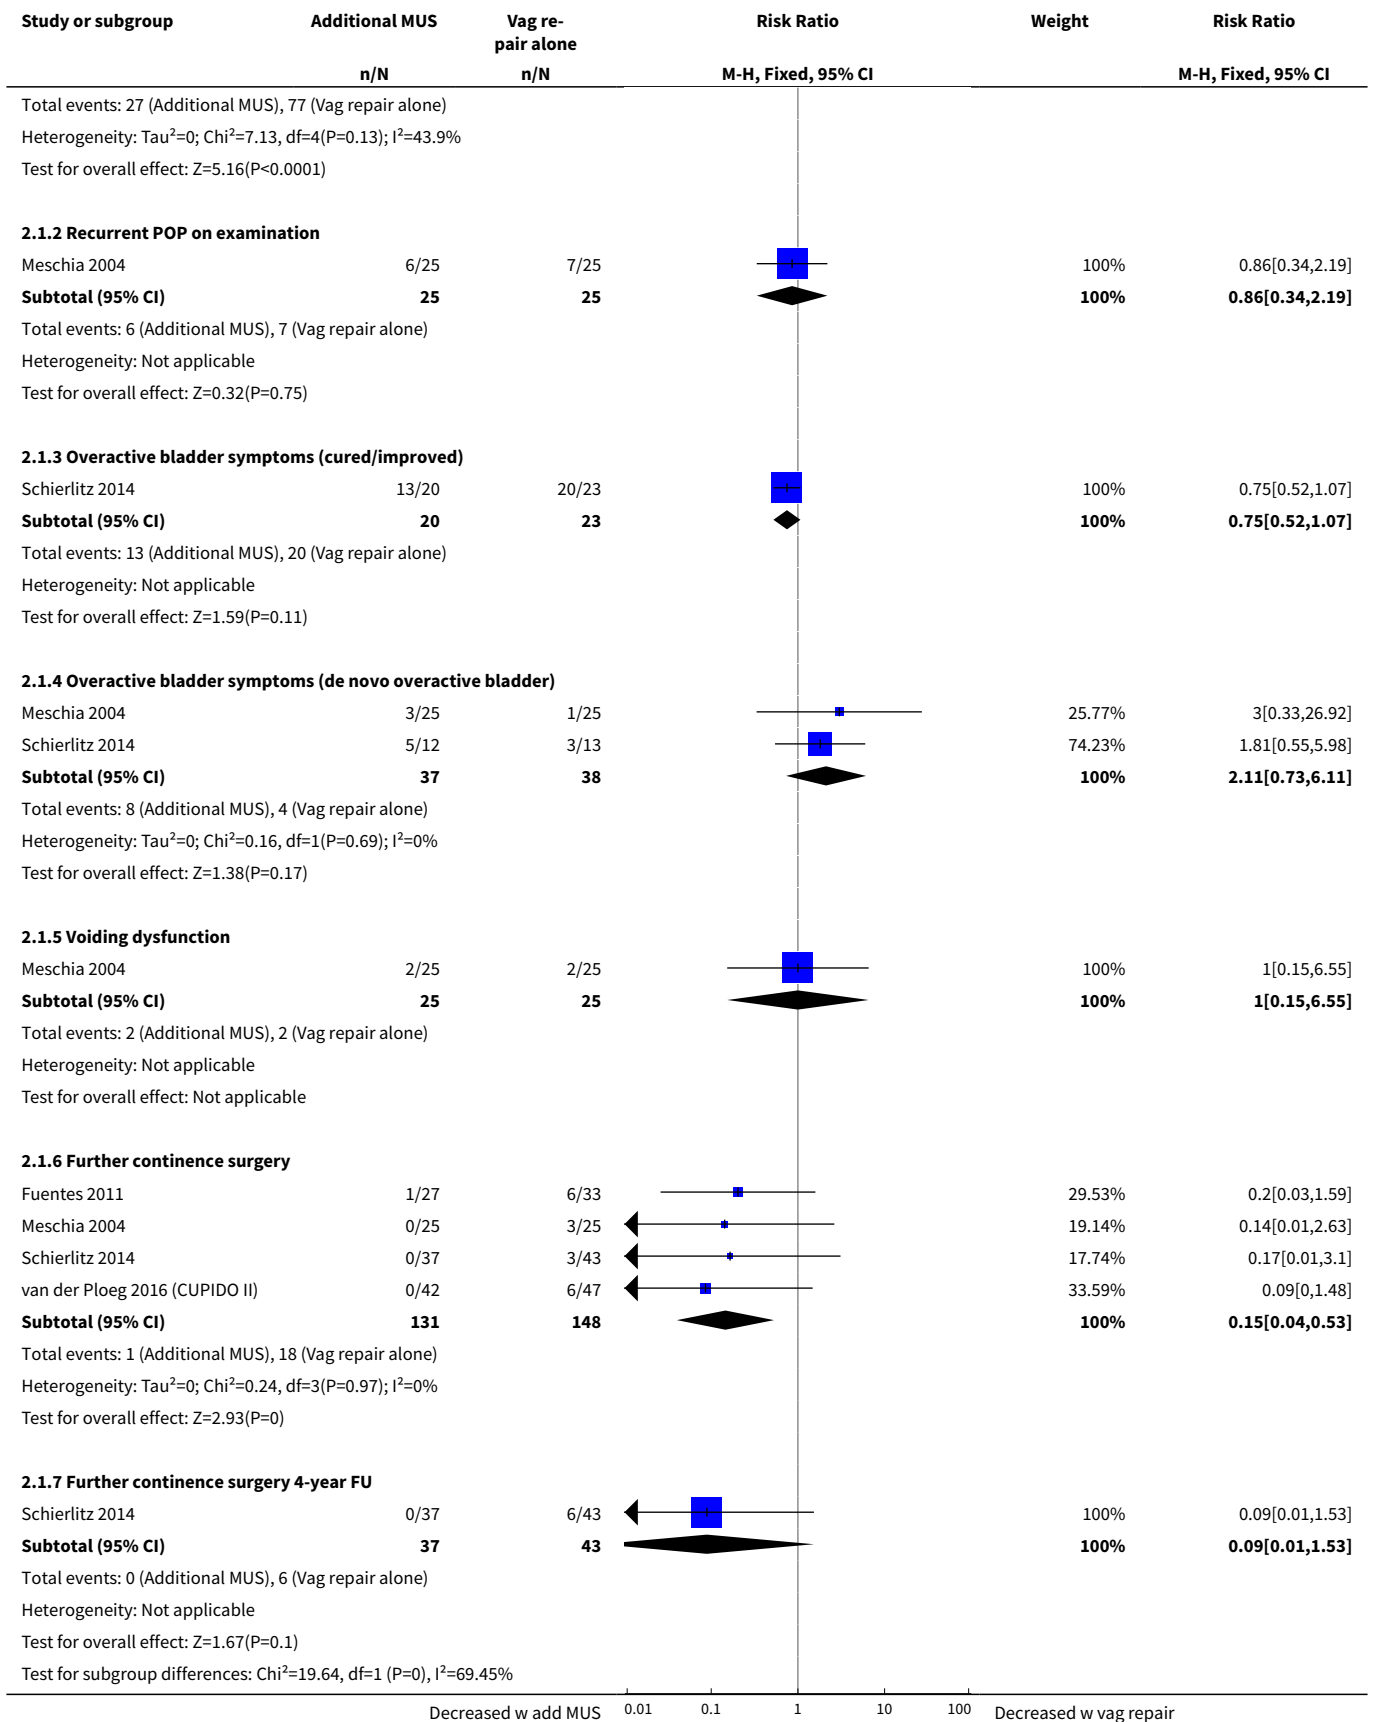 Study or subgroup Additional MUS Vag re- Risk Ratio Weight Risk Ratio
pair alone
n/N n/N M-H, Fixed, 95% CI M-H, Fixed, 95% CI
Total events: 27 (Additional MUS), 77 (Vag repair alone)
Heterogeneity: Tau²=0; Chi²=7.13, df=4(P=0.13); I²=43.9%
Test for overall effect: Z=5.16(P<0.0001)
2.1.2 Recurrent POP on examination
Meschia 2004 6/25 7/25 100% 0.86[0.34,2.19]
Subtotal (95% CI) 25 25 100% 0.86[0.34,2.19]
Total events: 6 (Additional MUS), 7 (Vag repair alone)
Heterogeneity: Not applicable
Test for overall effect: Z=0.32(P=0.75)
2.1.3 Overactive bladder symptoms (cured/improved)
Schierlitz 2014 13/20 20/23 100% 0.75[0.52,1.07]
Subtotal (95% CI) 20 23 100% 0.75[0.52,1.07]
Total events: 13 (Additional MUS), 20 (Vag repair alone)
Heterogeneity: Not applicable
Test for overall effect: Z=1.59(P=0.11)
2.1.4 Overactive bladder symptoms (de novo overactive bladder)
Meschia 2004 3/25 1/25 25.77% 3[0.33,26.92]
Schierlitz 2014 5/12 3/13 74.23% 1.81[0.55,5.98]
Subtotal (95% CI) 37 38 100% 2.11[0.73,6.11]
Total events: 8 (Additional MUS), 4 (Vag repair alone)
Heterogeneity: Tau²=0; Chi²=0.16, df=1(P=0.69); I²=0%
Test for overall effect: Z=1.38(P=0.17)
2.1.5 Voiding dysfunction
Meschia 2004 2/25 2/25 100% 1[0.15,6.55]
Subtotal (95% CI) 25 25 100% 1[0.15,6.55]
Total events: 2 (Additional MUS), 2 (Vag repair alone)
Heterogeneity: Not applicable
Test for overall effect: Not applicable
2.1.6 Further continence surgery
Fuentes 2011 1/27 6/33 29.53% 0.2[0.03,1.59]
Meschia 2004 0/25 3/25 19.14% 0.14[0.01,2.63]
Schierlitz 2014 0/37 3/43 17.74% 0.17[0.01,3.1]
van der Ploeg 2016 (CUPIDO II) 0/42 6/47 33.59% 0.09[0,1.48]
Subtotal (95% CI) 131 148 100% 0.15[0.04,0.53]
Total events: 1 (Additional MUS), 18 (Vag repair alone)
Heterogeneity: Tau²=0; Chi²=0.24, df=3(P=0.97); I²=0%
Test for overall effect: Z=2.93(P=0)
2.1.7 Further continence surgery 4-year FU
Schierlitz 2014 0/37 6/43 100% 0.09[0.01,1.53]
Subtotal (95% CI) 37 43 100% 0.09[0.01,1.53]
Total events: 0 (Additional MUS), 6 (Vag repair alone)
Heterogeneity: Not applicable
Test for overall effect: Z=1.67(P=0.1)
Test for subgroup differences: Chi²=19.64, df=1 (P=0), I²=69.45%
Decreased w add MUS 0.01 0.1 1 10 100 Decreased w vag repair